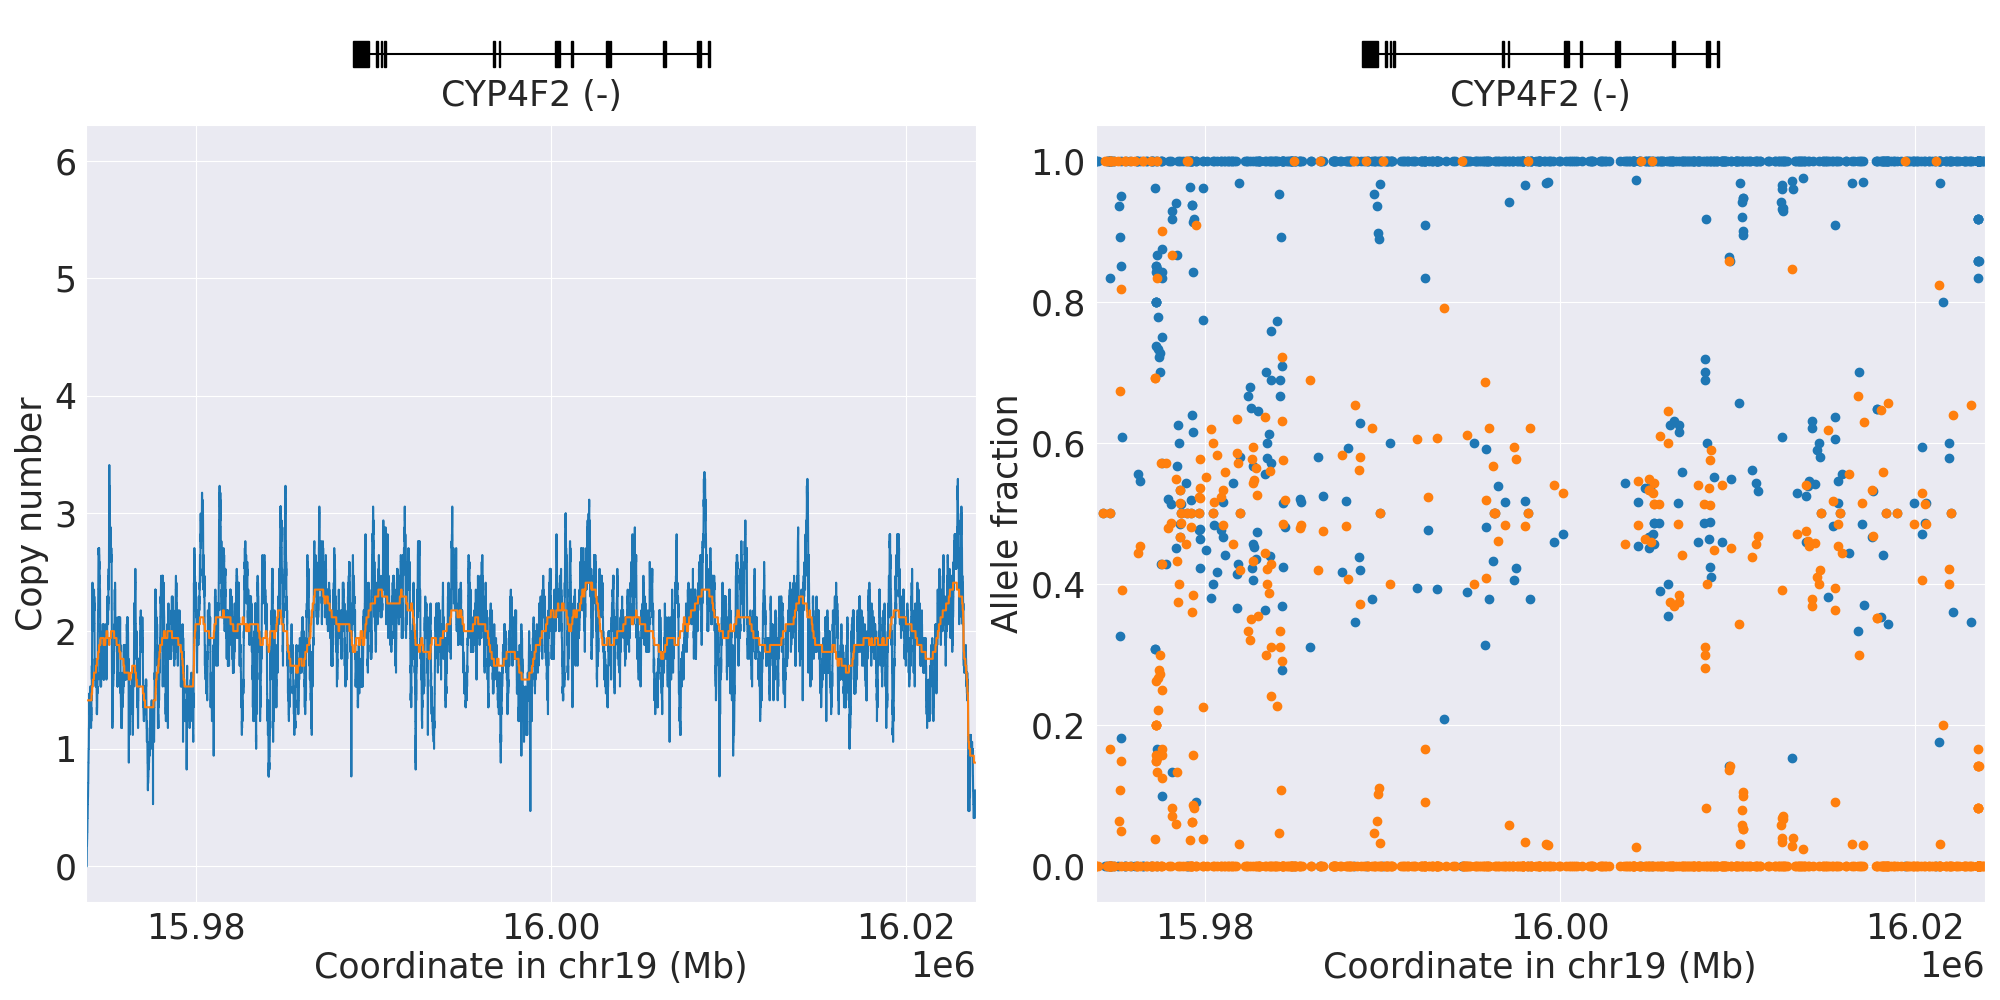 CYP4F2 (-)
Copy number
6
5
4
3
2
1
0
15.98
16.00
16.02
Coordinate in chr19 (Mb)
1e6
CYP4F2 (-)
Allele fraction
1.0
0.8
0.6
0.4
0.2
0.0
15.98
16.00
16.02
Coordinate in chr19 (Mb)
1e6